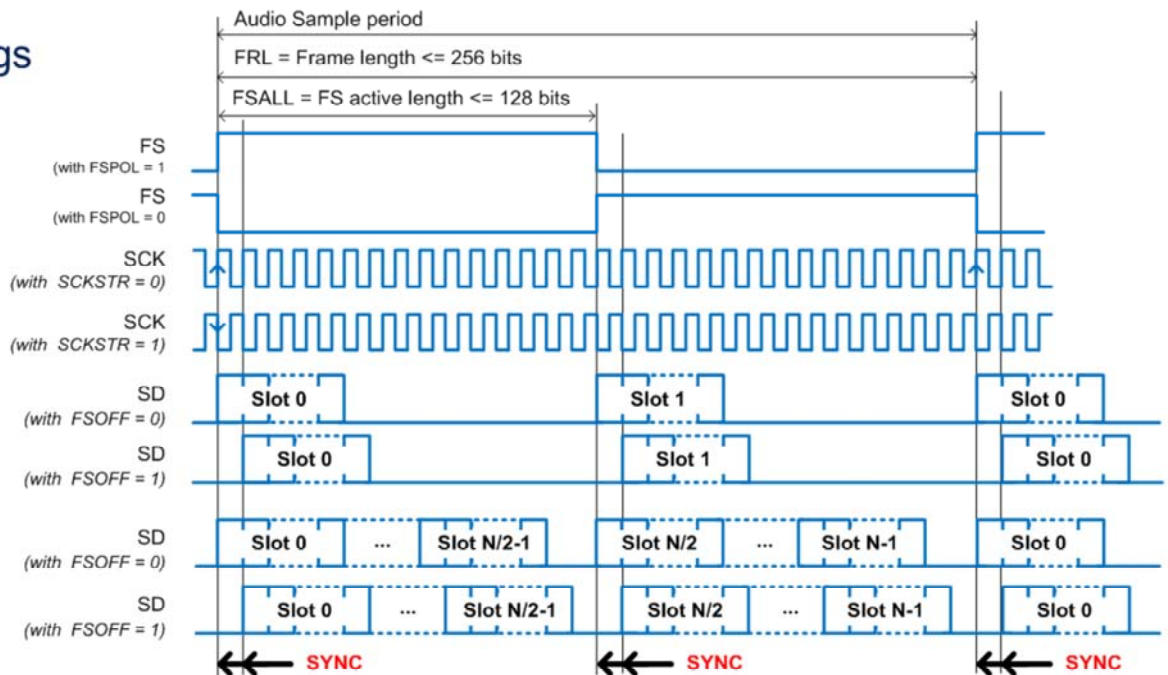 gs
Audio Sample period
FRL = Frame length <= 256 bits
FSALL = FS active length <= 128 bits
FS
(with FSPOL = 1
FS
(with FSPOL = 0
SCK
(with SCKSTR = 0)
SCK
(with SCKSTR = 1)
SD
(with FSOFF = 0)
Slot 0 Slot 1 Slot 0
SD
(with FSOFF = 1)
Slot 0 Slot 1 Slot 0
SD
(with FSOFF = 0)
Slot 0 ... Slot N/2-1 Slot N/2 ... Slot N-1 Slot 0
SD
(with FSOFF = 1)
Slot 0 ... Slot N/2-1 Slot N/2 ... Slot N-1 Slot 0
SYNC SYNC SYNC